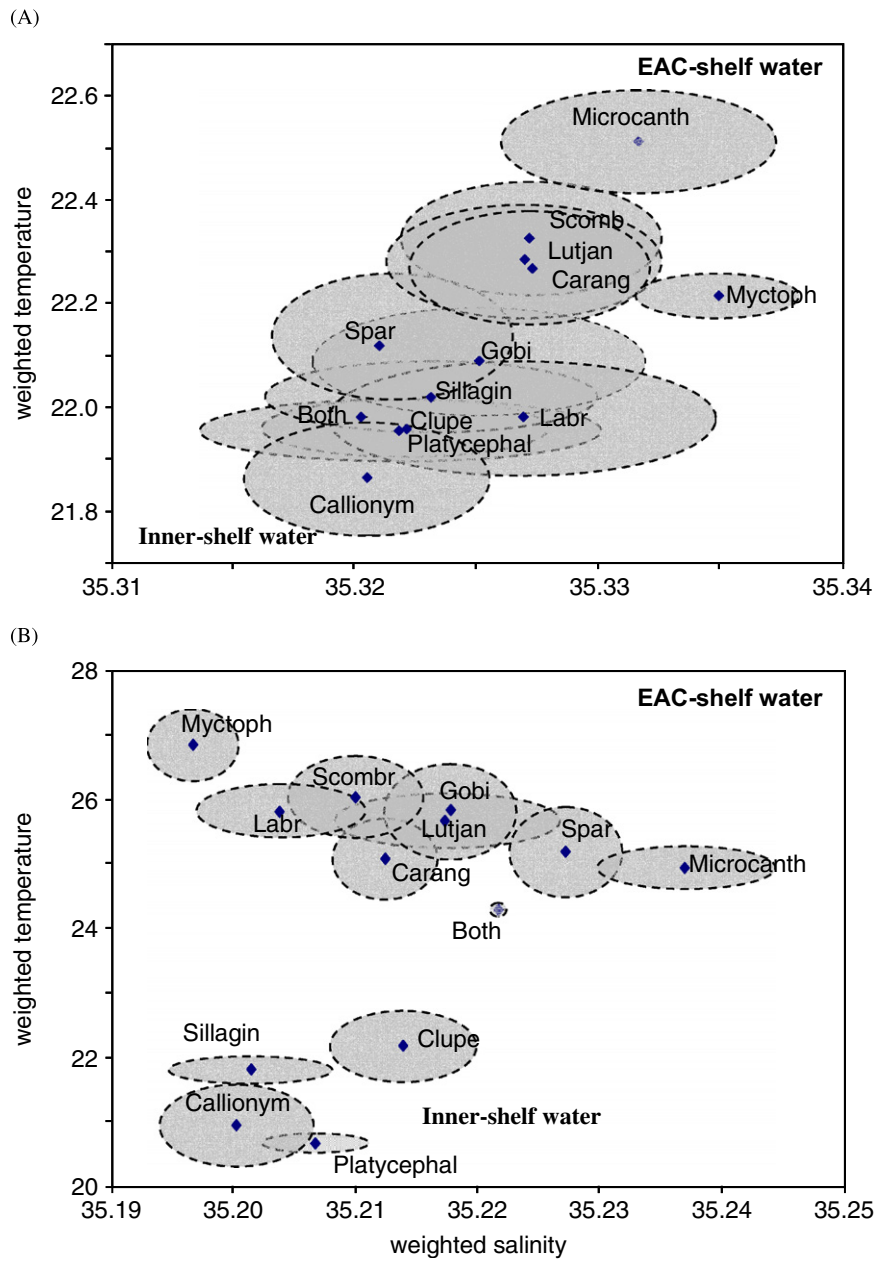 (A)
EAC-shelf water
22.6
Microcanth
22.4
Scomb
Lutjan
Carang
22.2
Myctoph
Spar
Gobi
Sillagin
22.0
Both
Clupe
Labr
Platycephal
Callionym
21.8
Inner-shelf water
weighted temperature
35.31
35.32
35.33
35.34
(B)
28
EAC-shelf water
Myctoph
Scombr
Gobi
26
Labr
Lutjan
Spar
Carang
Microcanth
24
Both
Sillagin
Clupe
22
Callionym
Inner-shelf water
Platycephal
20
weighted temperature
35.19
35.20
35.21
35.22
35.23
35.24
35.25
weighted salinity